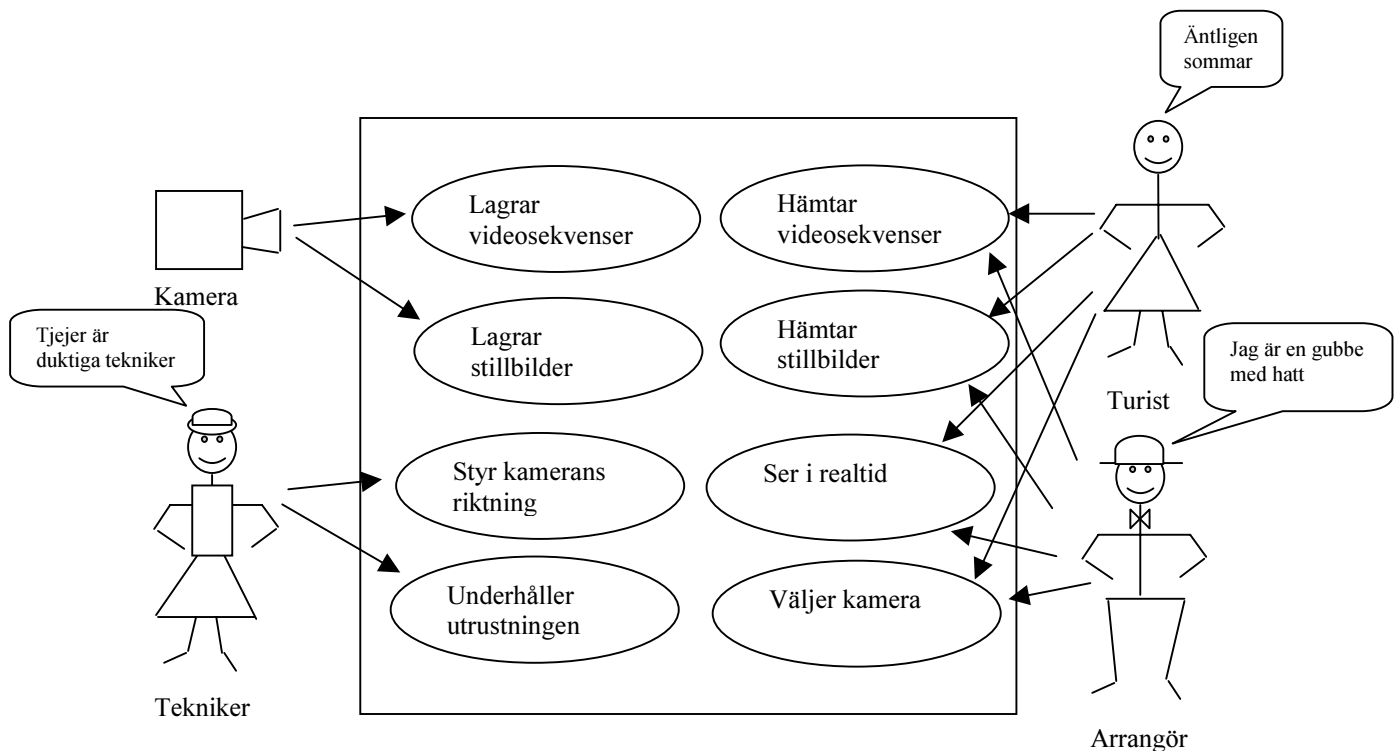 Äntligen
sommar
Lagrar
videosekvenser
Hämtar
videosekvenser
Kamera
Tjejer är
duktiga tekniker
Lagrar
stillbilder
Hämtar
stillbilder
Jag är en gubbe
med hatt
Turist
Styr kamerans
riktning
Ser i realtid
Underhåller
utrustningen
Väljer kamera
Tekniker
Arrangör